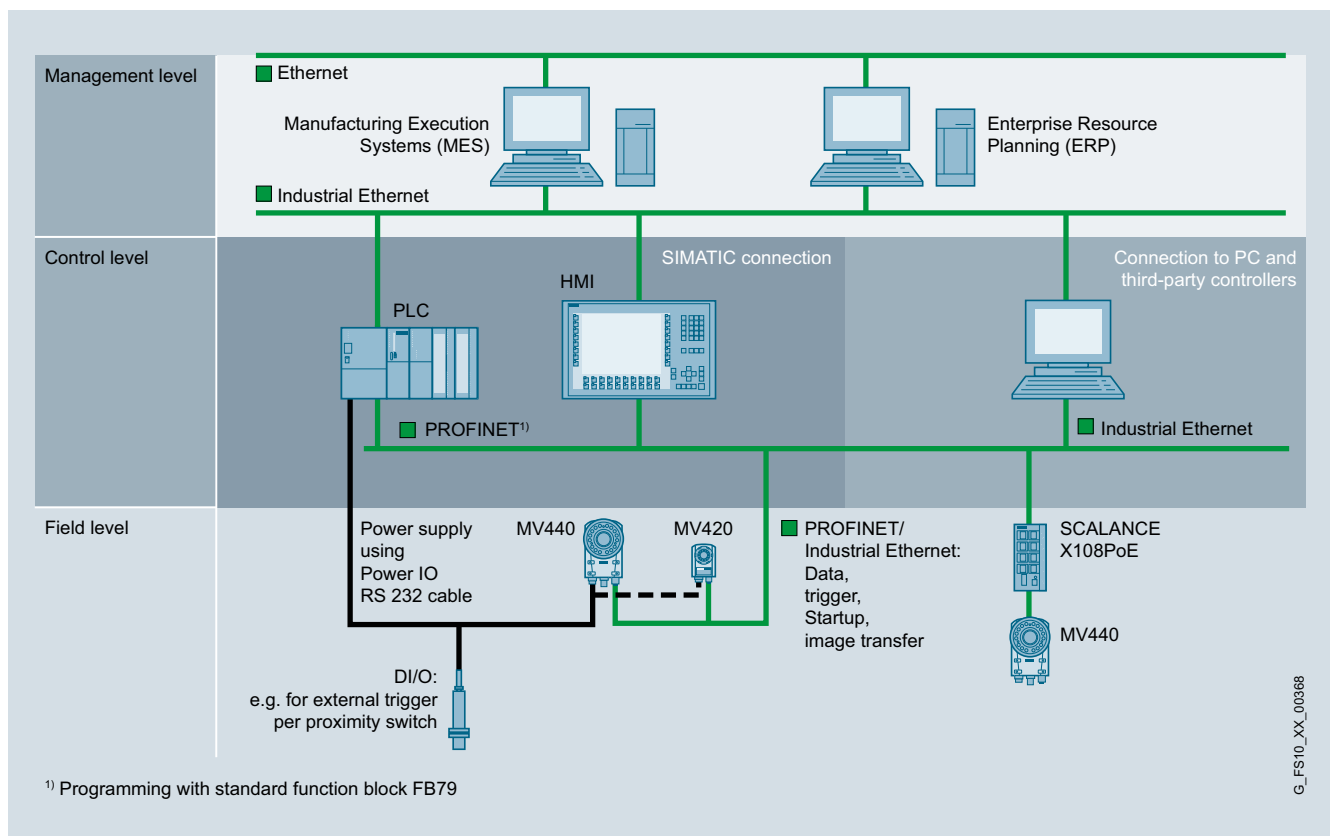 Management level
Ethernet
Manufacturing Execution
Systems (MES)
Enterprise Resource
Planning (ERP)
Industrial Ethernet
Control level
SIMATIC connection
Connection to PC and
third-party controllers
HMI
PLC
PROFINET1)
Industrial Ethernet
Field level
Power supply
using
Power IO
RS 232 cable
MV440
MV420
PROFINET/
Industrial Ethernet:
Data,
trigger,
Startup,
image transfer
SCALANCE
X108PoE
MV440
DI/O:
e.g. for external trigger
per proximity switch
G_FS10_XX_00368
1) Programming with standard function block FB79